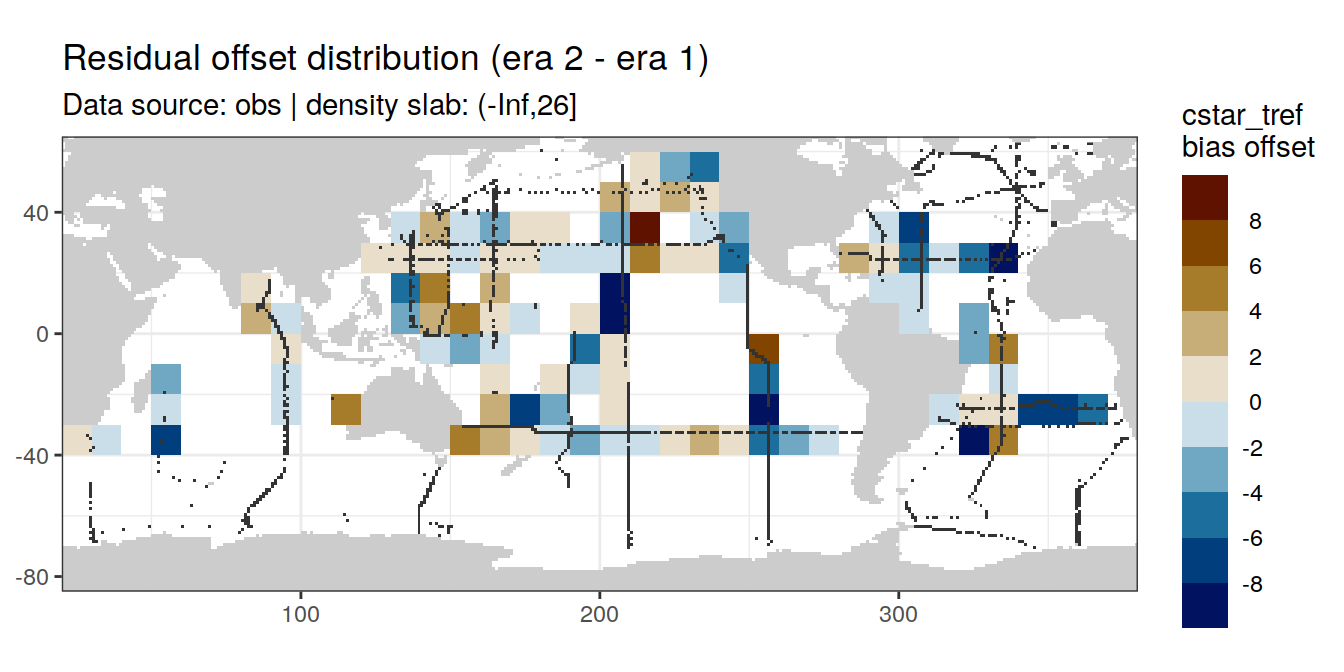 Residual offset distribution (era 2 - era 1)
Data source: obs | density slab: (-Inf,26]
cstar_tref
bias offset
8
6
4
2
0
-2
-4
-6
-8
40
0
-40
-80
100 200 300